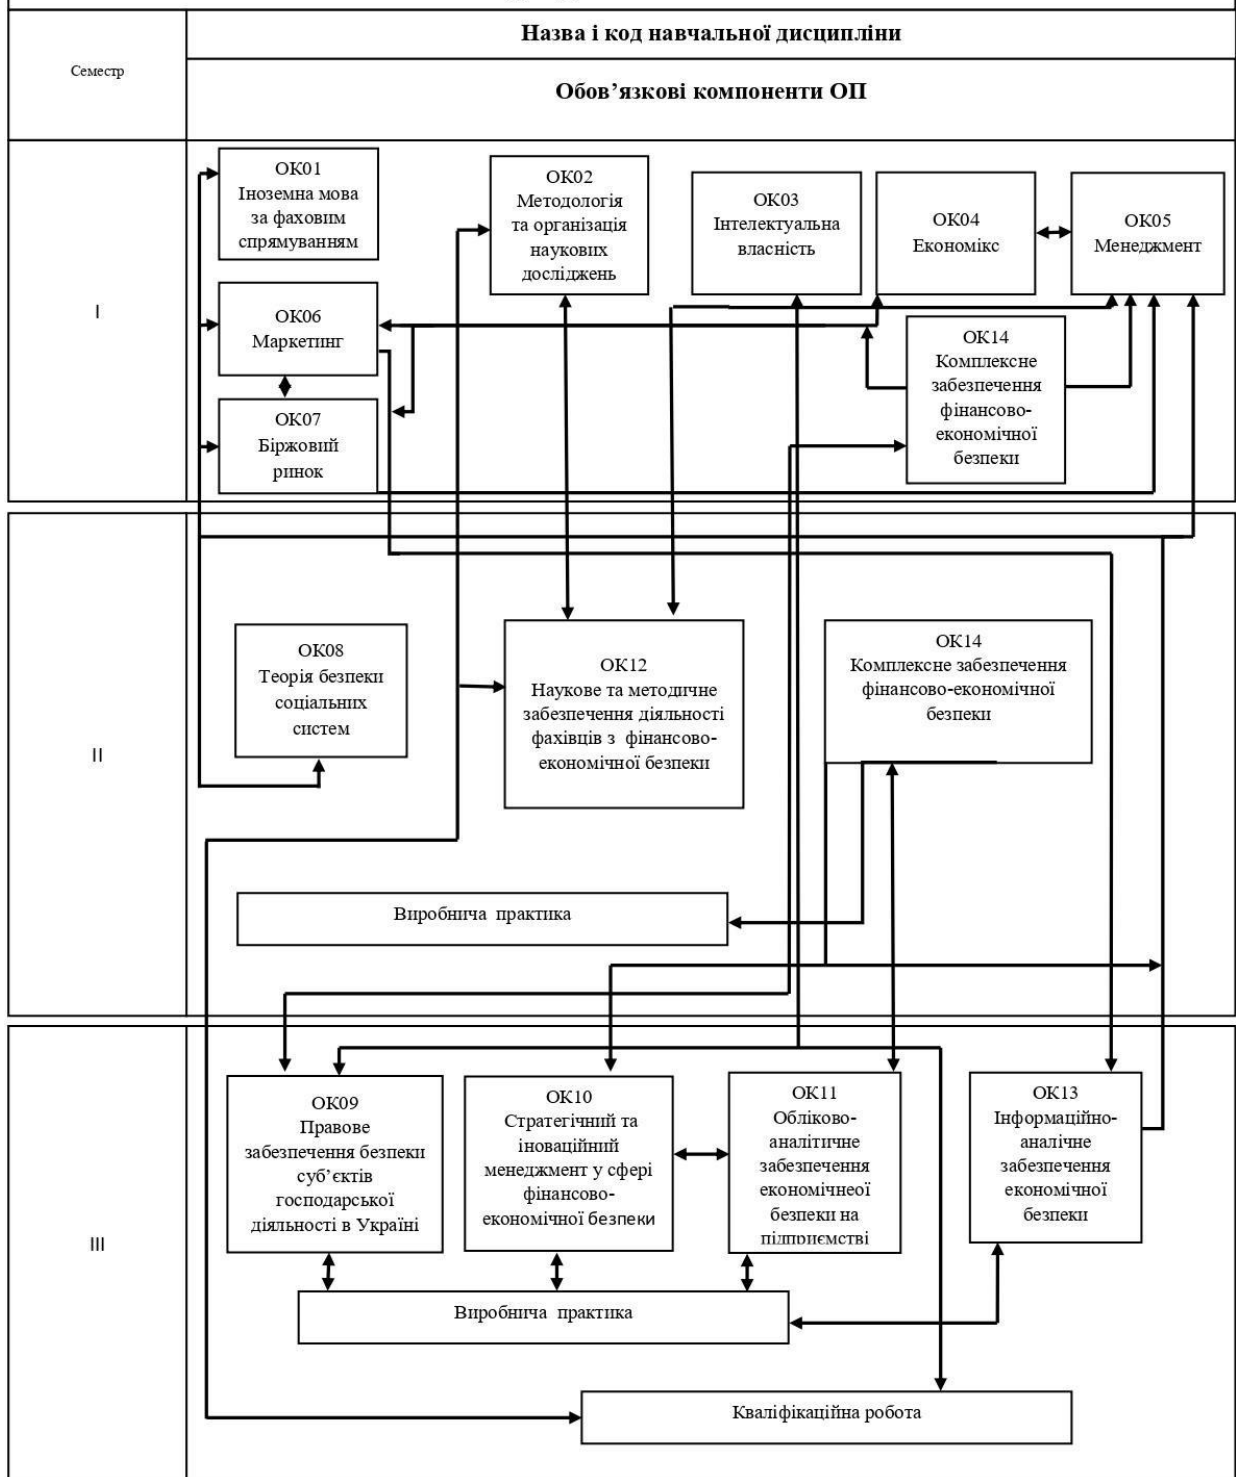 Назва і код навчальної дисципліни
Семестр
Обов’язкові компоненти ОП
I
ОК01
Іноземна мова
за фаховим
спрямуванням
ОК02
Методологія
та організація
наукових
досліджень
ОК03
Інтелектуальна
власність
ОК04
Економікс
ОК05
Менеджмент
ОК06
Маркетинг
ОК14
Комплексне
забезпечення
фінансово-
економічної
безпеки
ОК07
Біржовий
ринок
II
ОК08
Теорія безпеки
соціальних
систем
ОК12
Наукове та методичне
забезпечення діяльності
фахівців з фінансово-
економічної безпеки
ОК14
Комплексне забезпечення
фінансово-економічної
безпеки
Виробнича практика
III
ОК09
Правове
забезпечення безпеки
суб’єктів
господарської
діяльності в Україні
ОК10
Стратегічний та
іноваційний
менеджмент у сфері
фінансово-
економічної безпеки
ОК11
Обліково-
аналітичне
забезпечення
економічнеої
безпеки на
підприємстві
ОК13
Інформаційно-
аналічне
забезпечення
економічної
безпеки
Виробнича практика
Кваліфікаційна робота